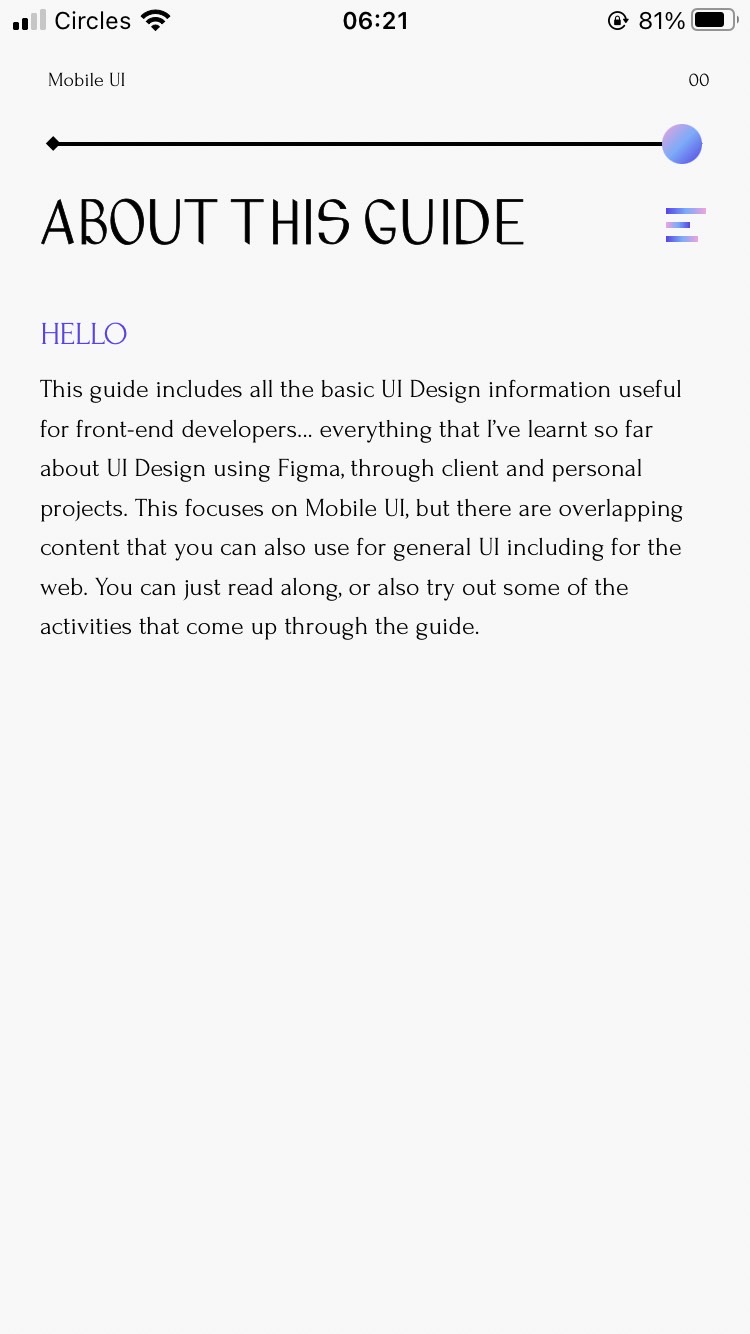 Circles 06:21 81%
Mobile UI 00
ABOUT THIS GUIDE
HELLO
This guide includes all the basic UI Design information useful
for front-end developers... everything that I’ve learnt so far
about UI Design using Figma, through client and personal
projects. This focuses on Mobile UI, but there are overlapping
content that you can also use for general UI including for the
web. You can just read along, or also try out some of the
activities that come up through the guide.